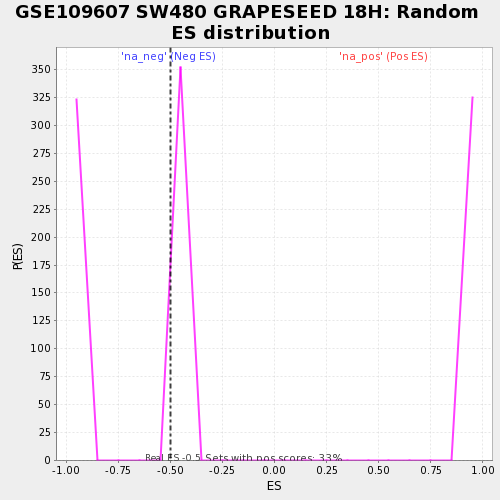 GSE109607 SW480 GRAPESEED 18H: Random
ES distribution
'na_neg' (Neg ES)
'na_pos' (Pos ES)
350
325
300
275
250
225
200
175
150
125
100
75
50
25
0
P(ES)
Real ES -0.5
Sets with pos scores: 33%
-1.00 -0.75 -0.50 -0.25 0.00 0.25 0.50 0.75 1.00
ES